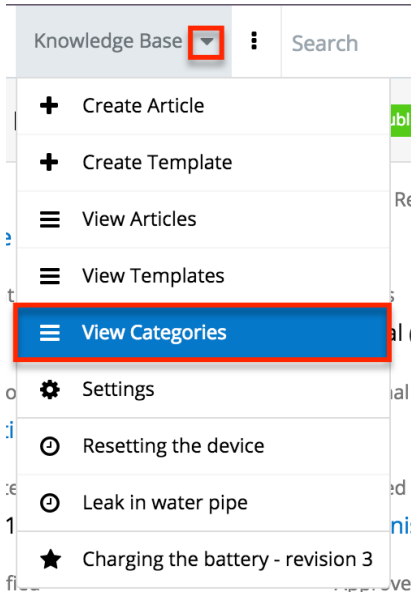 Knowledge Base
Search
Create Article
Create Template
View Articles
View Templates
View Categories
Settings
Resetting the device
Leak in water pipe
Charging the battery - revision 3